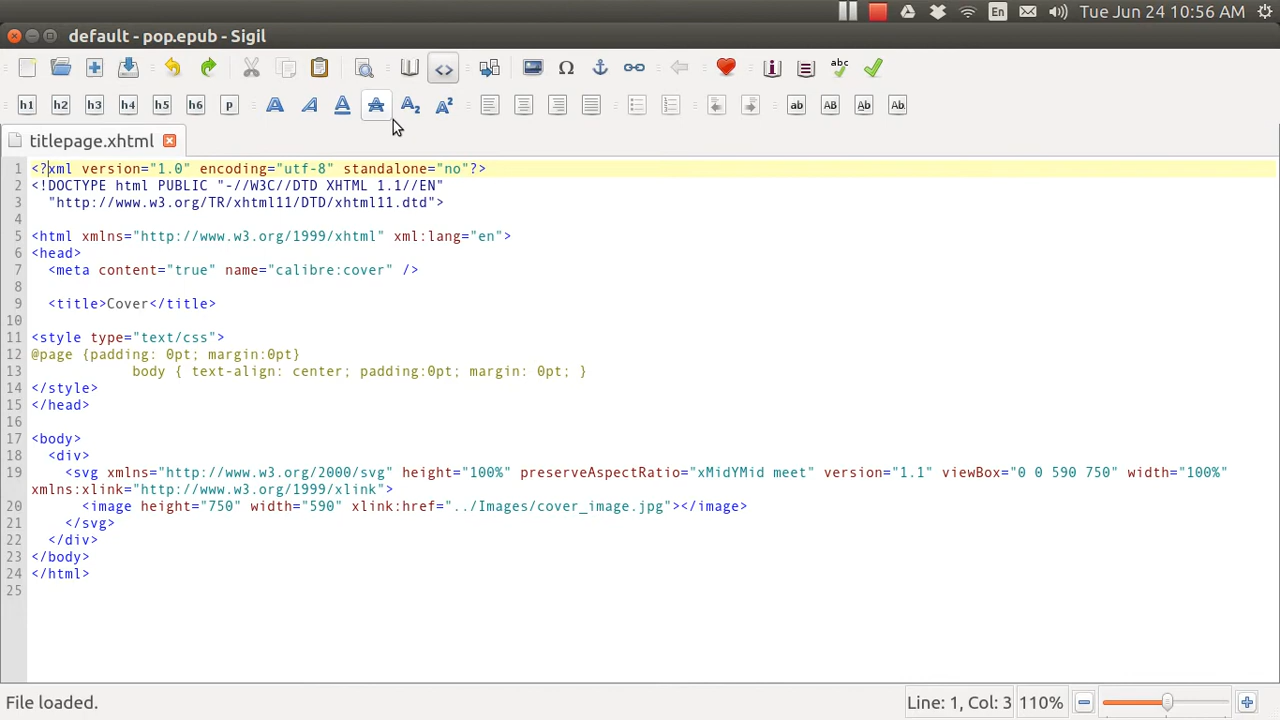 En
Tue Jun 24 10:56 AM
default - pop.epub - Sigil
abc
h1 h2 h3 h4 h5 h6 p A A A A A2 A2 ab AB Ab Ab.
titlepage.xhtml
1 <?xml version="1.0" encoding="utf-8" standalone="no"?>
2 <!DOCTYPE html PUBLIC "-//W3C//DTD XHTML 1.1//EN"
3 "http://www.w3.org/TR/xhtml11/DTD/xhtml11.dtd">
4
5 <html xmlns="http://www.w3.org/1999/xhtml" xml:lang="en">
6 <head>
7 <meta content="true" name="calibre:cover" />
8
9 <title>Cover</title>
10
11 <style type="text/css">
12 @page {padding: 0pt; margin:0pt}
13 body { text-align: center; padding:0pt; margin: 0pt; }
14 </style>
15 </head>
16
17 <body>
18 <div>
19 <svg xmlns="http://www.w3.org/2000/svg" height="100%" preserveAspectRatio="xMidYMid meet" version="1.1" viewBox="0 0 590 750" width="100%"
xmlns:xlink="http://www.w3.org/1999/xlink">
20 <image height="750" width="590" xlink:href="../Images/cover_image.jpg"></image>
21 </svg>
22 </div>
23 </body>
24 </html>
25
File loaded.
Line: 1, Col: 3
110%